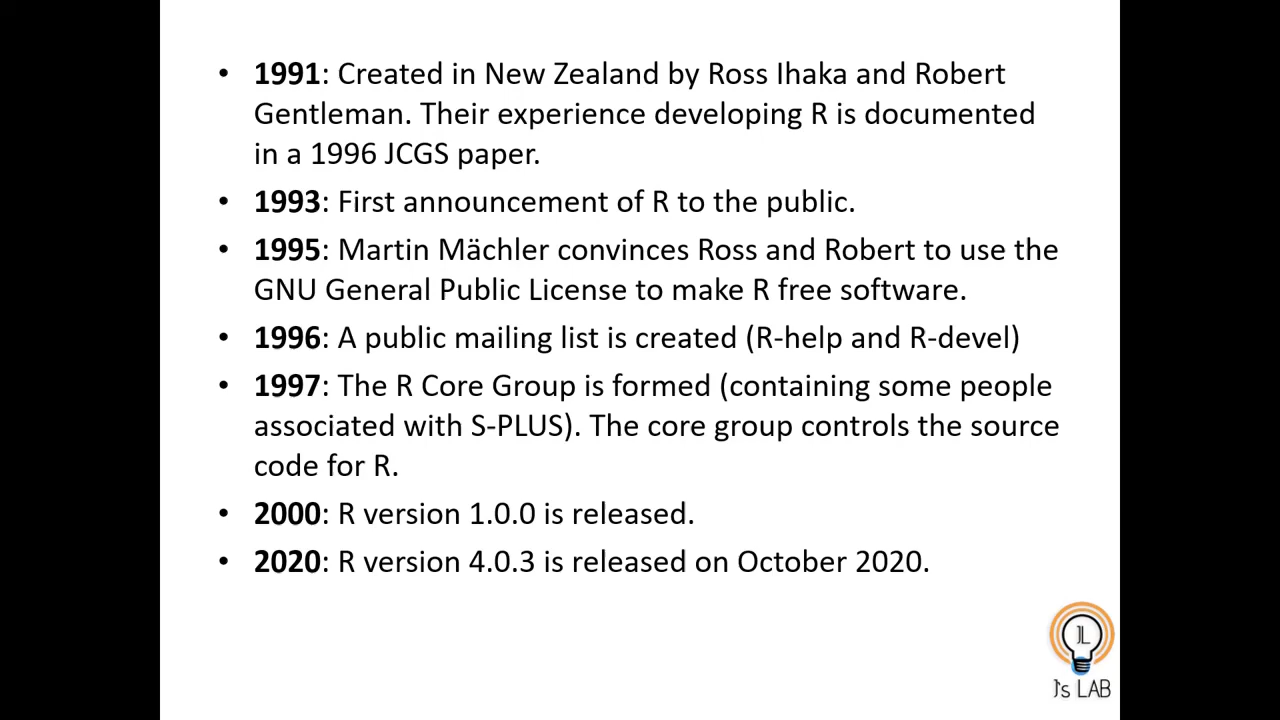 • 1991: Created in New Zealand by Ross Ihaka and Robert
Gentleman. Their experience developing R is documented
in a 1996 JCGS paper.
• 1993: First announcement of R to the public.
• 1995: Martin Mächler convinces Ross and Robert to use the
GNU General Public License to make R free software.
• 1996: A public mailing list is created (R-help and R-devel)
• 1997: The R Core Group is formed (containing some people
associated with S-PLUS). The core group controls the source
code for R.
• 2000: R version 1.0.0 is released.
• 2020: R version 4.0.3 is released on October 2020.
JL
J's LAB